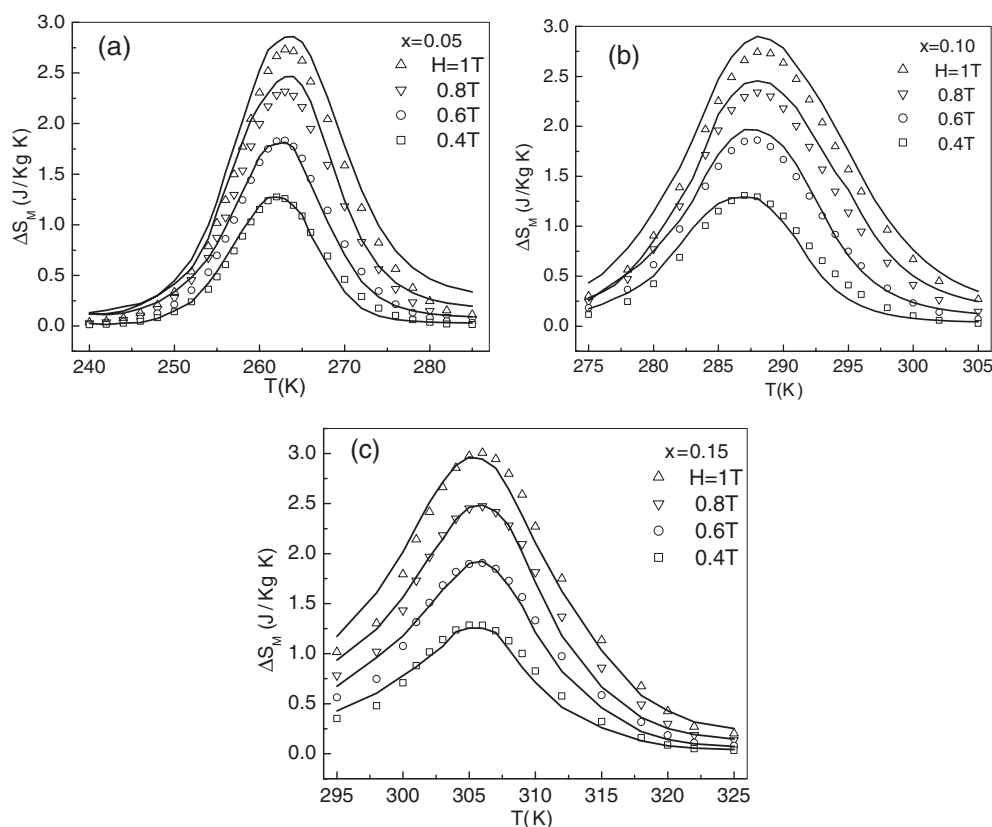 (a)
x=0.05
H=1T
0.8T
0.6T
0.4T
ΔS_M (J/Kg K)
3.0
2.5
2.0
1.5
1.0
0.5
0.0
240 250 260 270 280
T(K)
(b)
x=0.10
H=1T
0.8T
0.6T
0.4T
ΔS_M (J/Kg K)
3.0
2.5
2.0
1.5
1.0
0.5
0.0
275 280 285 290 295 300 305
T(K)
(c)
x=0.15
H=1T
0.8T
0.6T
0.4T
ΔS_M (J/Kg K)
3.0
2.5
2.0
1.5
1.0
0.5
0.0
295 300 305 310 315 320 325
T(K)